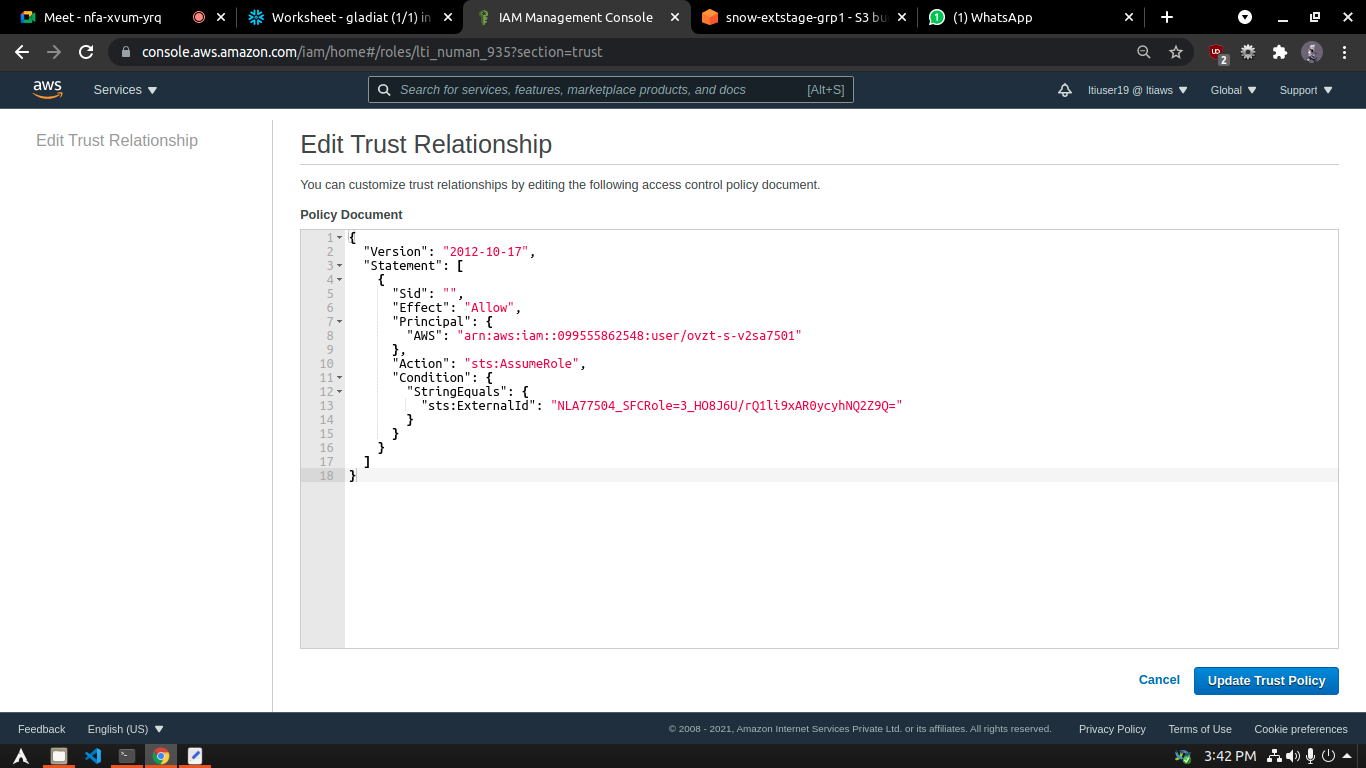 Meet - nfa-xvum-yrq
Worksheet - gladiat (1/1) in
IAM Management Console
snow-extstage-grp1 - S3 bu
1
(1) WhatsApp
console.aws.amazon.com/iam/home#/roles/lti_numan_935?section=trust
2
aws
Services
Search for services, features, marketplace products, and docs
[Alt+S]
ltiuser19 @ ltiaws
Global
Support
Edit Trust Relationship
Edit Trust Relationship
You can customize trust relationships by editing the following access control policy document.
Policy Document
1 {
2 "Version": "2012-10-17",
3 "Statement": [
4 {
5 "Sid": "",
6 "Effect": "Allow",
7 "Principal": {
8 "AWS": "arn:aws:iam::099555862548:user/ovzt-s-v2sa7501"
9 },
10 "Action": "sts:AssumeRole",
11 "Condition": {
12 "StringEquals": {
13 "sts:ExternalId": "NLA77504_SFCRole=3_HO8J6U/rQ1li9xAR0ycyhNQ2Z9Q="
14 }
15 }
16 }
17 ]
18 }
Cancel
Update Trust Policy
Feedback
English (US)
© 2008 - 2021, Amazon Internet Services Private Ltd. or its affiliates. All rights reserved.
Privacy Policy
Terms of Use
Cookie preferences
3:42 PM